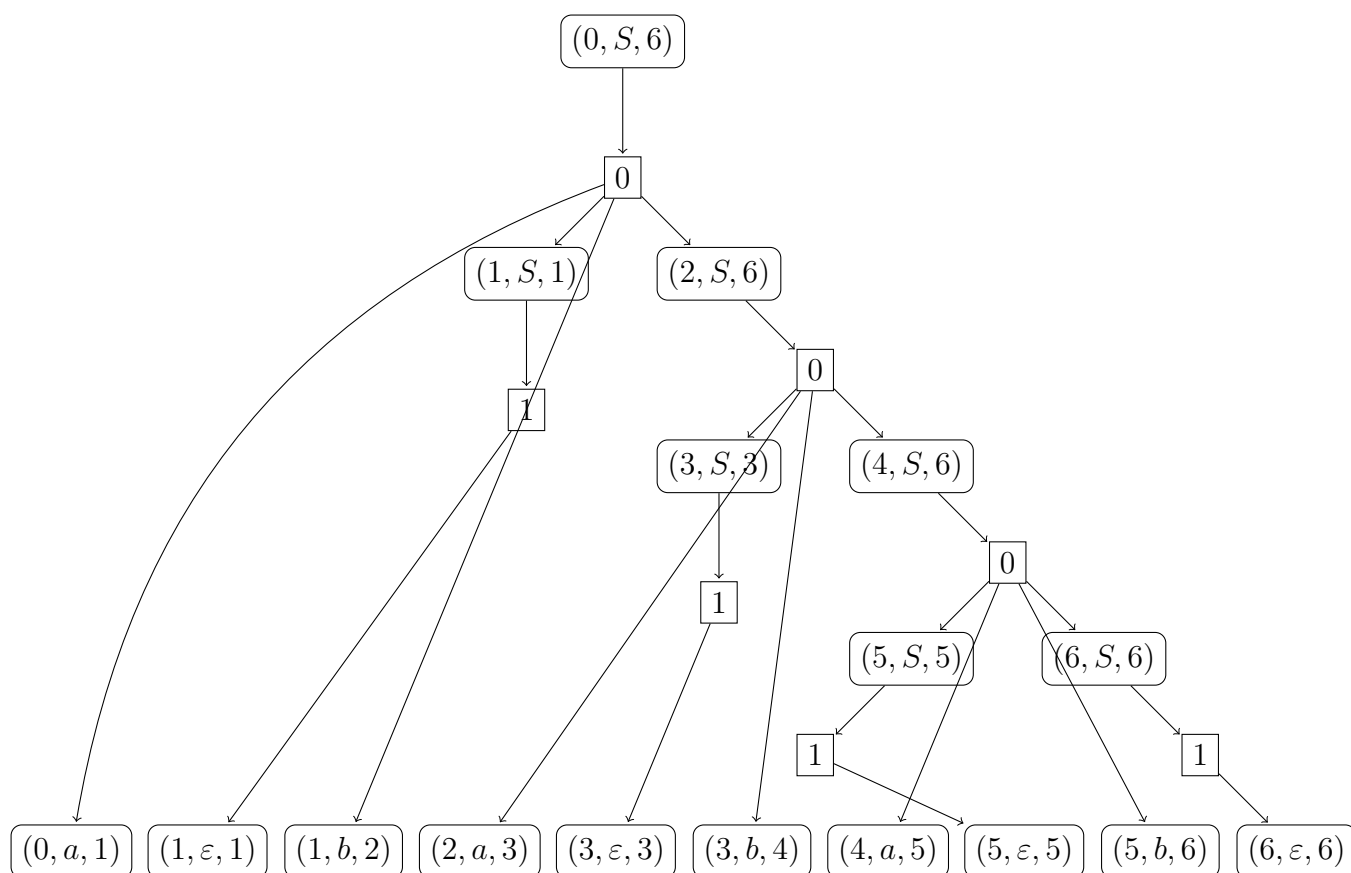 (0, S, 6)
0
(1, S, 1) (2, S, 6)
0
1
(3, S, 3) (4, S, 6)
0
1
(5, S, 5) (6, S, 6)
1 1
(0, a, 1) (1, ε, 1) (1, b, 2) (2, a, 3) (3, ε, 3) (3, b, 4) (4, a, 5) (5, ε, 5) (5, b, 6) (6, ε, 6)